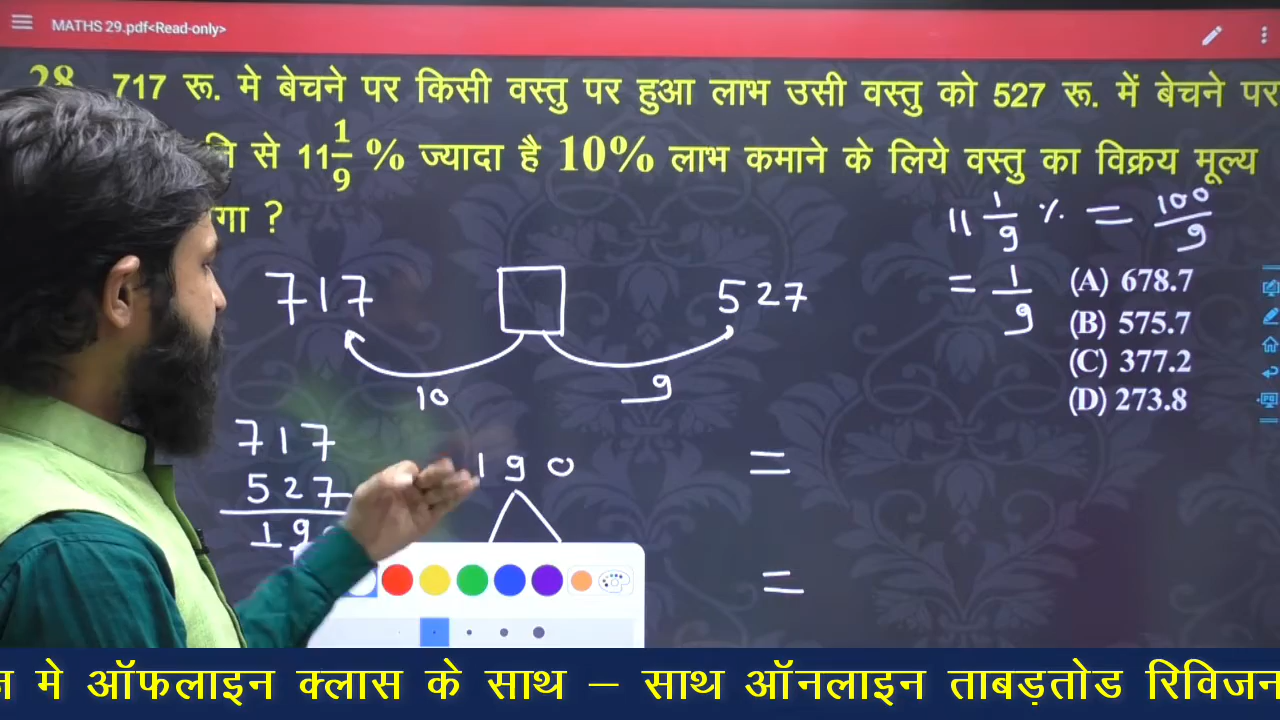 MATHS 29.pdf<Read-only>
28 717 रू. मे बेचने पर किसी वस्तु पर हुआ लाभ उसी वस्तु को 527 रू. में बेचने पर
से 11 1/9 % ज्यादा है 10% लाभ कमाने के लिये वस्तु का विक्रय मूल्य
?
11 1/9 % = 100/9
= 1/9
(A) 678.7
(B) 575.7
(C) 377.2
(D) 273.8
717 527
10 9
717
527
19
190
=
=
मे ऑफलाइन क्लास के साथ – साथ ऑनलाइन ताबड़तोड रिविजन